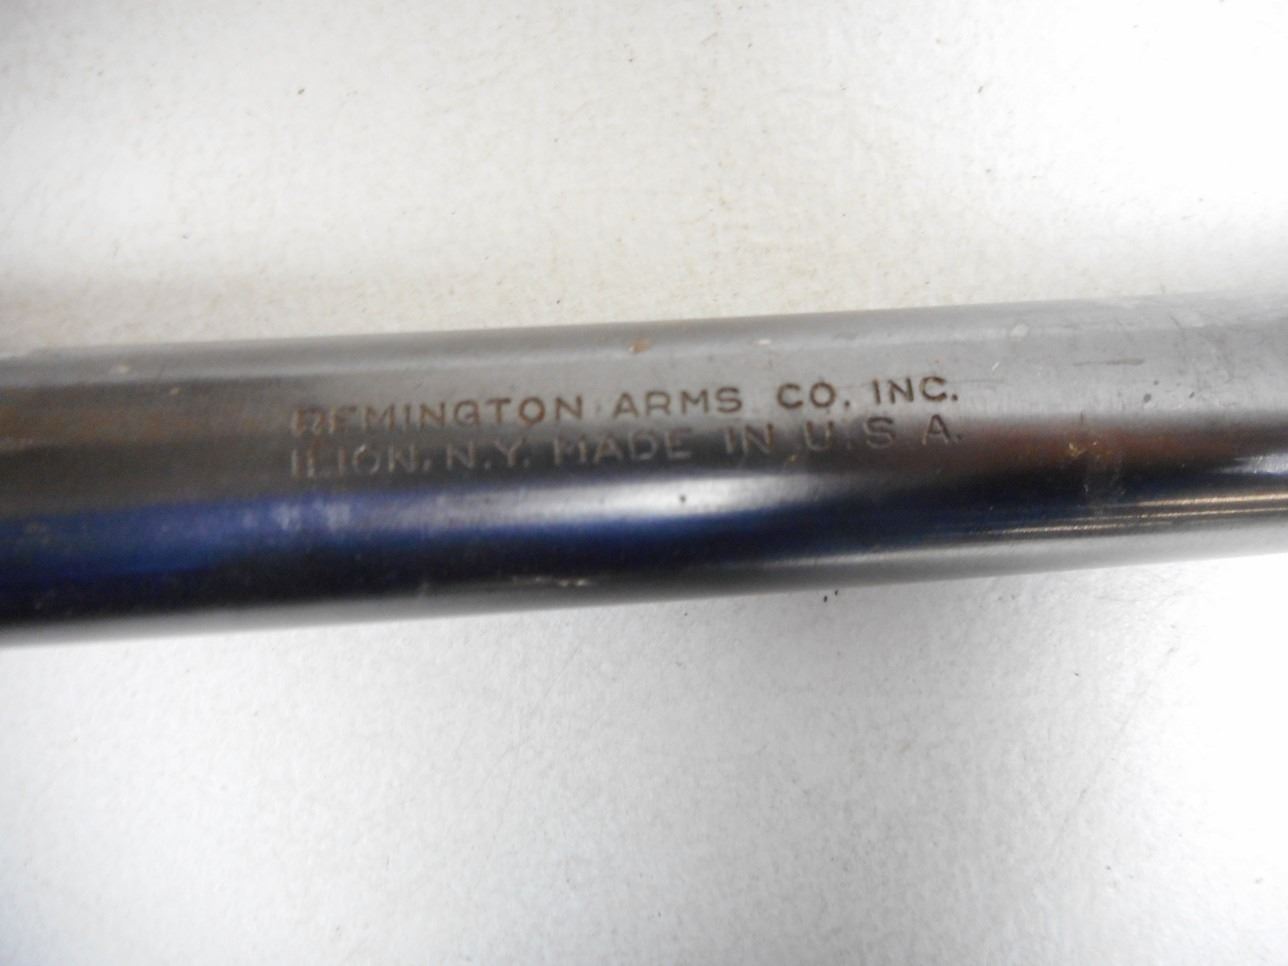 REMINGTON ARMS CO. INC.
ILION, N.Y. MADE IN U.S.A.